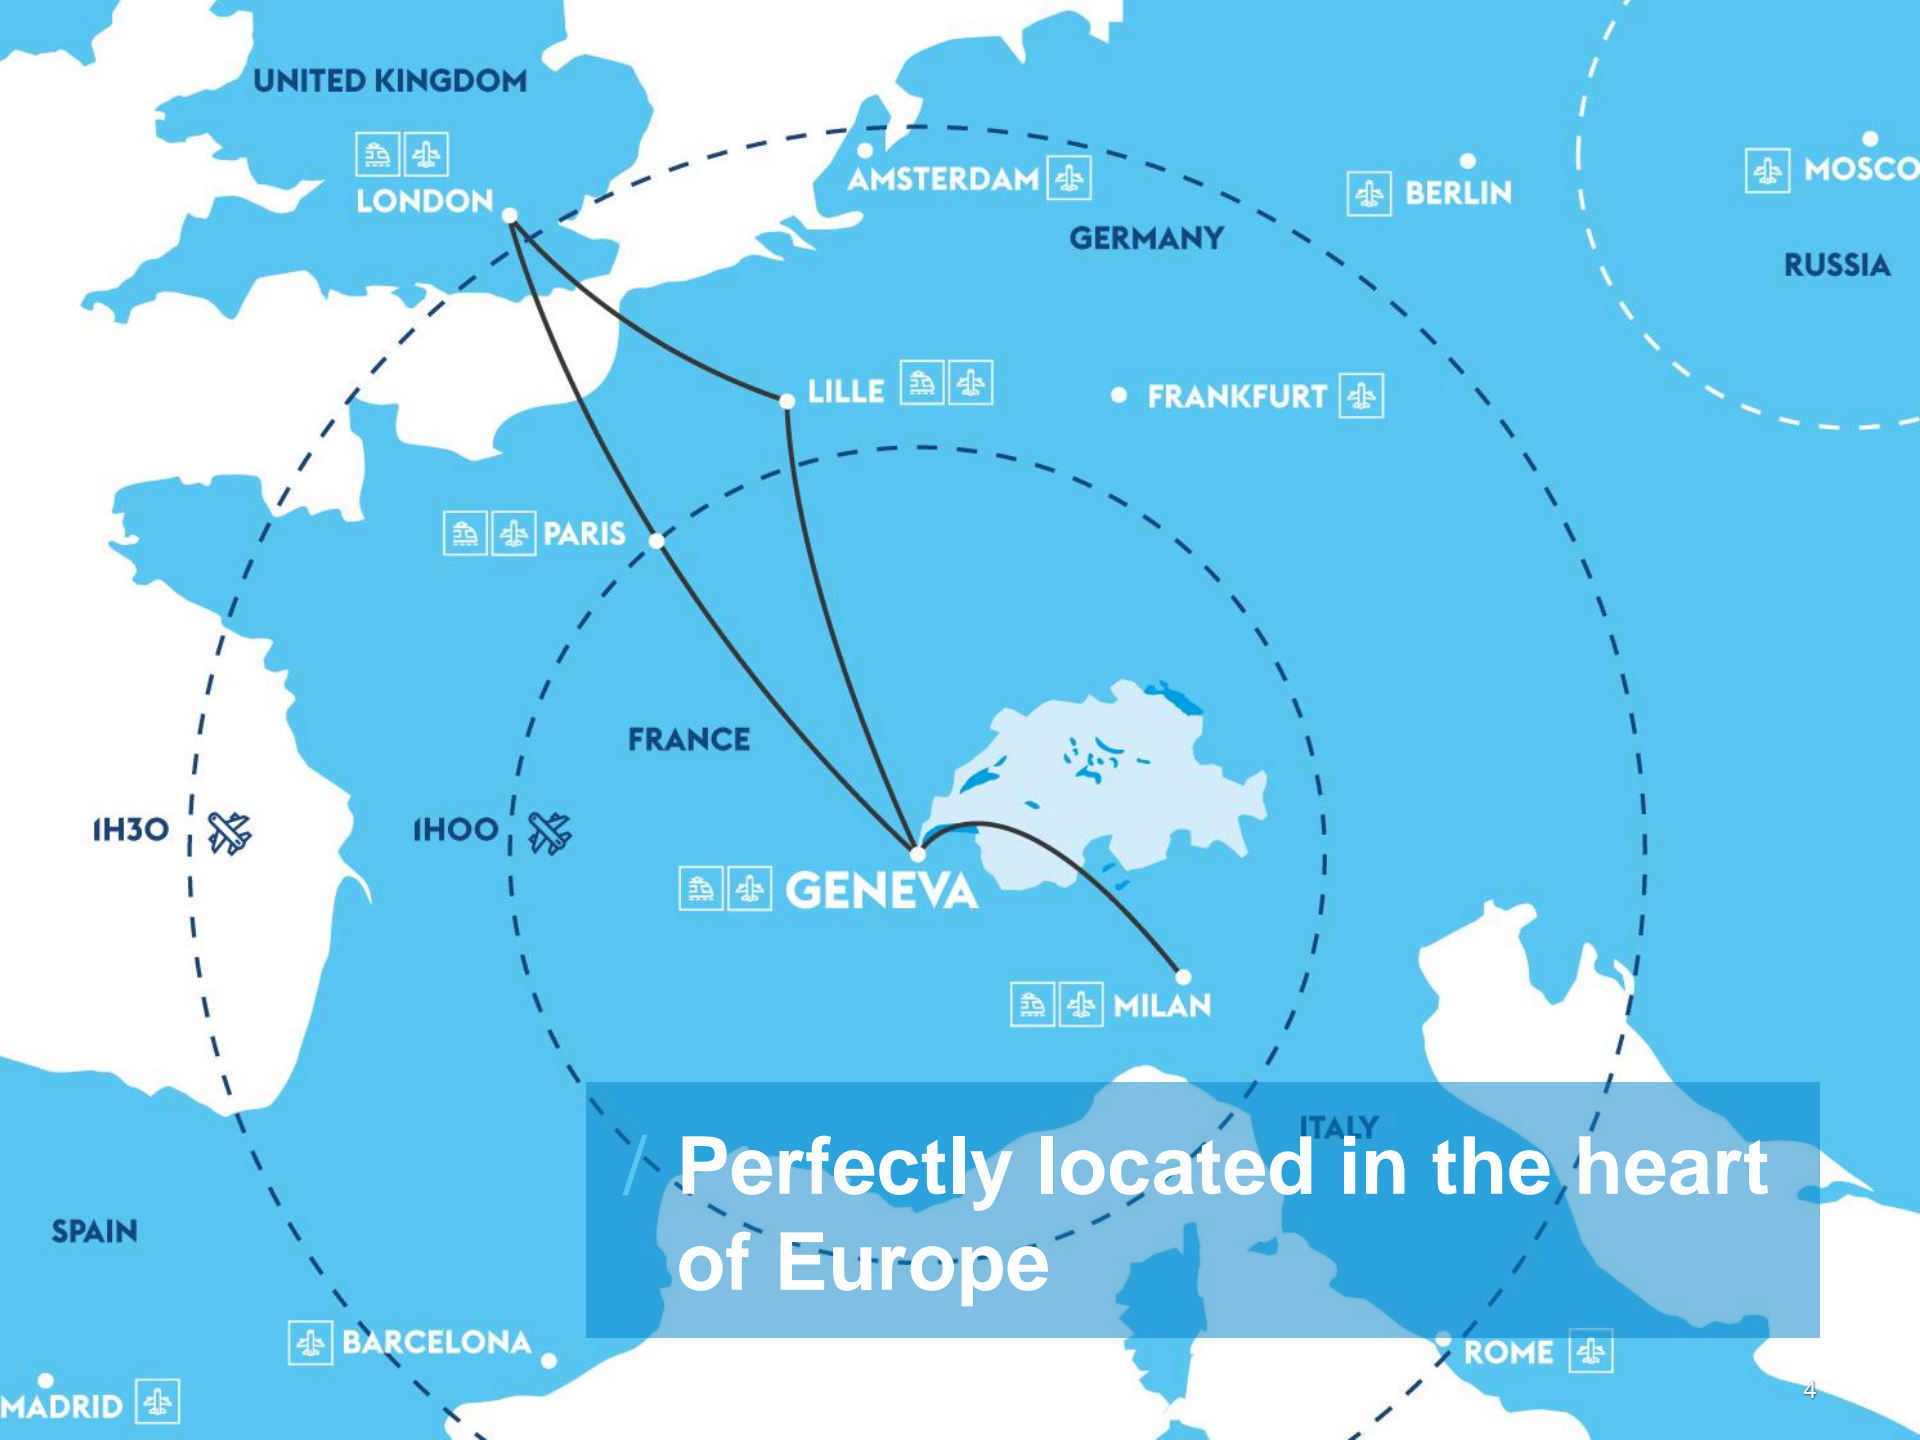 UNITED KINGDOM
LONDON
AMSTERDAM
BERLIN
MOSCO
GERMANY
RUSSIA
LILLE
FRANKFURT
PARIS
FRANCE
1H30
1H00
GENEVA
MILAN
ITALY
/ Perfectly located in the heart
of Europe
SPAIN
BARCELONA
ROME
MADRID
4